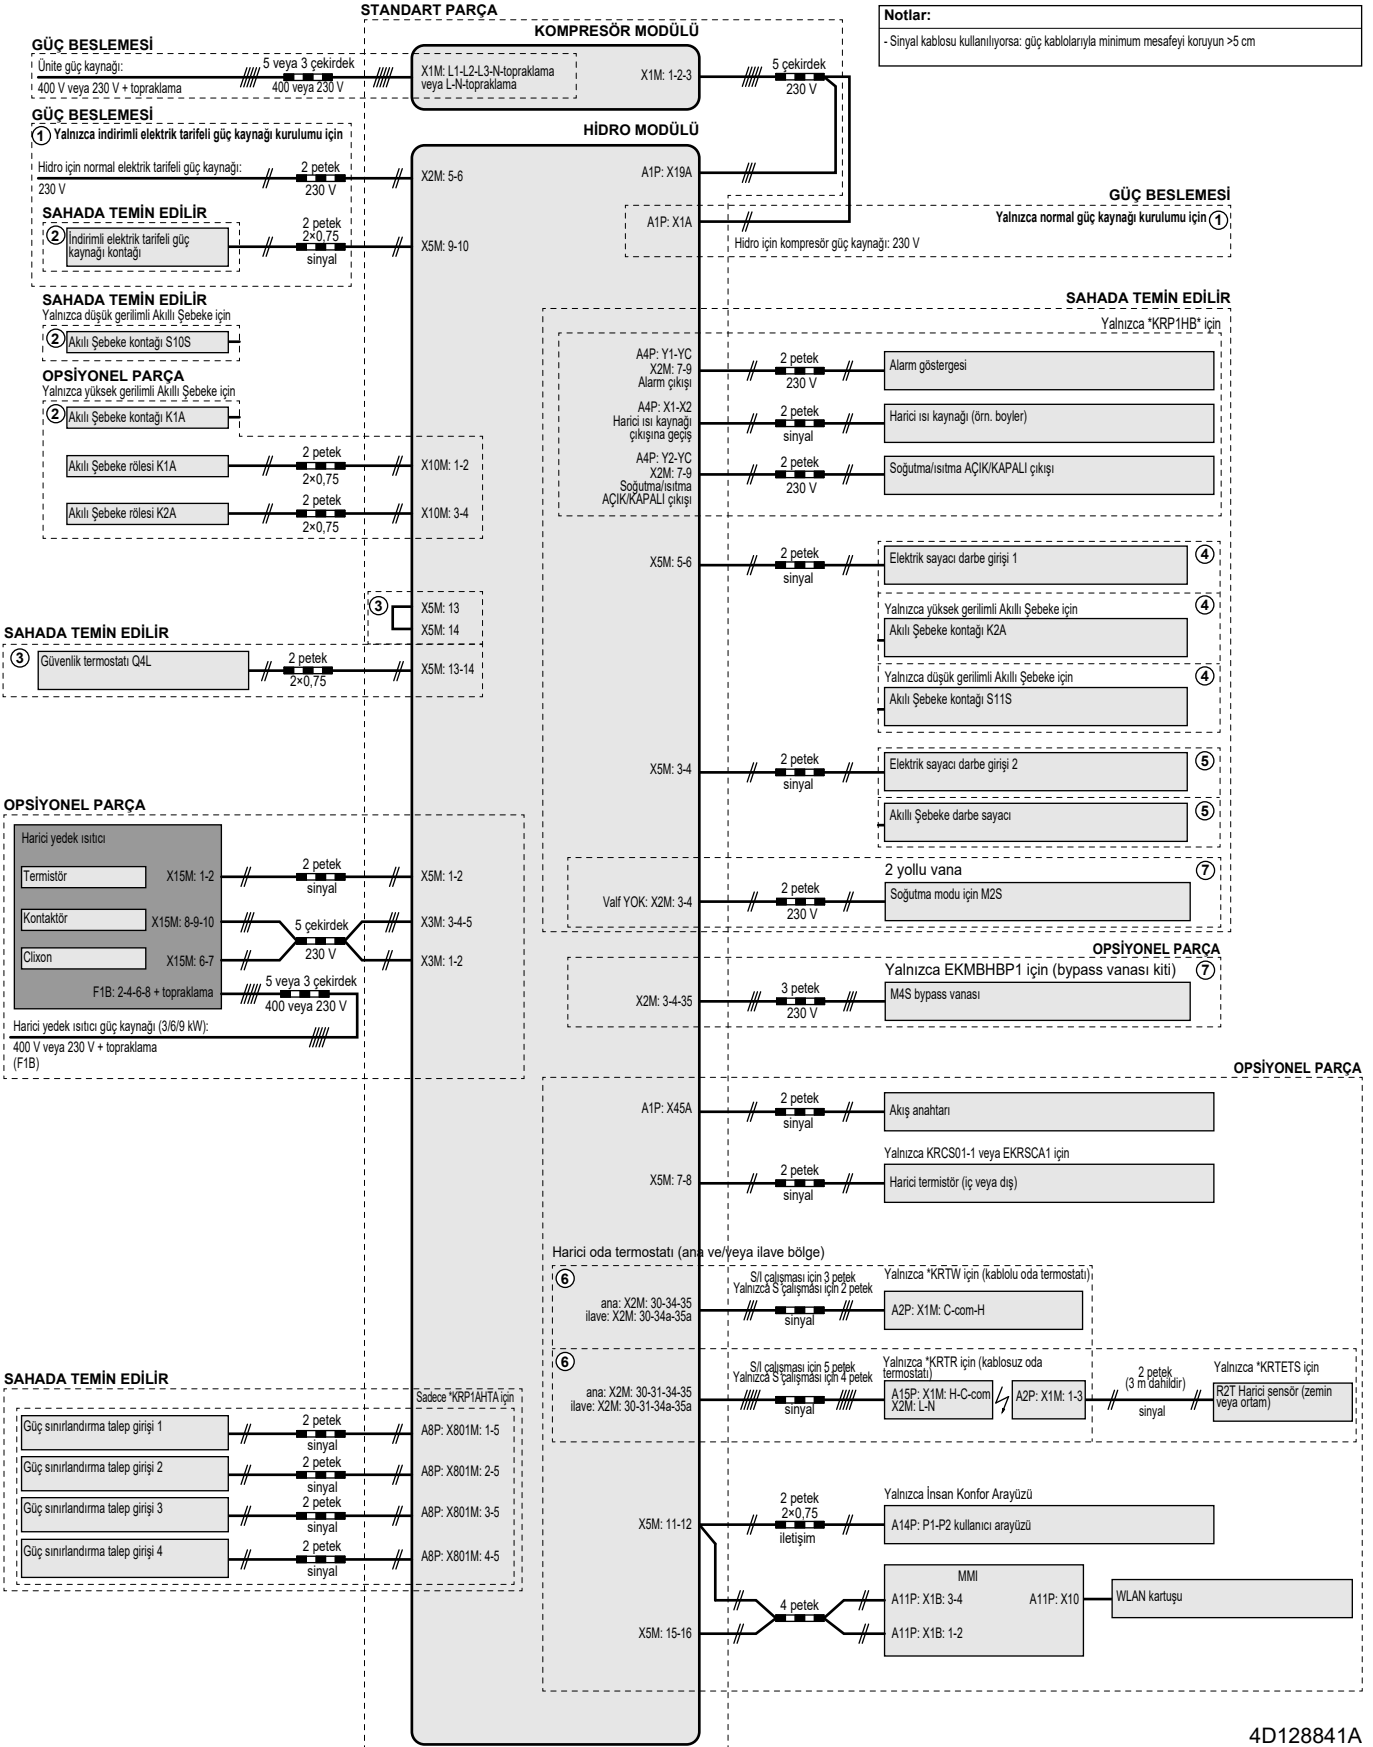 STANDART PARÇA
Notlar:
- Sinyal kablosu kullanılıyorsa: güç kablolarıyla minimum mesafeyi koruyun >5 cm
KOMPRESÖR MODÜLÜ
GÜÇ BESLEMESİ
Ünite güç kaynağı:
400 V veya 230 V + topraklama
5 veya 3 çekirdek
400 veya 230 V
X1M: L1-L2-L3-N-topraklama
veya L-N-topraklama
X1M: 1-2-3
5 çekirdek
230 V
GÜÇ BESLEMESİ
1 Yalnızca indirimli elektrik tarifeli güç kaynağı kurulumu için
HİDRO MODÜLÜ
Hidro için normal elektrik tarifeli güç kaynağı:
230 V
2 petek
230 V
X2M: 5-6
A1P: X19A
SAHADA TEMİN EDİLİR
2 İndirimli elektrik tarifeli güç
kaynağı kontağı
2 petek
2×0,75
sinyal
X5M: 9-10
GÜÇ BESLEMESİ
Yalnızca normal güç kaynağı kurulumu için 1
A1P: X1A
Hidro için kompresör güç kaynağı: 230 V
SAHADA TEMİN EDİLİR
Yalnızca düşük gerilimli Akıllı Şebeke için
2 Akılı Şebeke kontağı S10S
OPSİYONEL PARÇA
Yalnızca yüksek gerilimli Akıllı Şebeke için
2 Akılı Şebeke kontağı K1A
Akılı Şebeke rölesi K1A
2 petek
2×0,75
X10M: 1-2
Akılı Şebeke rölesi K2A
2 petek
2×0,75
X10M: 3-4
SAHADA TEMİN EDİLİR
Yalnızca *KRP1HB* için
A4P: Y1-YC
X2M: 7-9
Alarm çıkışı
2 petek
230 V
Alarm göstergesi
A4P: X1-X2
Harici ısı kaynağı
çıkışına geçiş
2 petek
sinyal
Harici ısı kaynağı (örn. boyler)
A4P: Y2-YC
X2M: 7-9
Soğutma/ısıtma
AÇIK/KAPALI çıkışı
2 petek
230 V
Soğutma/ısıtma AÇIK/KAPALI çıkışı
X5M: 5-6
2 petek
sinyal
Elektrik sayacı darbe girişi 1
4
Yalnızca yüksek gerilimli Akıllı Şebeke için
4
Akılı Şebeke kontağı K2A
Yalnızca düşük gerilimli Akıllı Şebeke için
4
Akılı Şebeke kontağı S11S
3
X5M: 13
X5M: 14
SAHADA TEMİN EDİLİR
3
Güvenlik termostatı Q4L
2 petek
2×0,75
X5M: 13-14
X5M: 3-4
2 petek
sinyal
Elektrik sayacı darbe girişi 2
5
Akıllı Şebeke darbe sayacı
5
OPSİYONEL PARÇA
Harici yedek ısıtıcı
Termistör
X15M: 1-2
2 petek
sinyal
X5M: 1-2
Kontaktör
X15M: 8-9-10
5 çekirdek
230 V
X3M: 3-4-5
Clixon
X15M: 6-7
X3M: 1-2
F1B: 2-4-6-8 + topraklama
5 veya 3 çekirdek
400 veya 230 V
Harici yedek ısıtıcı güç kaynağı (3/6/9 kW):
400 V veya 230 V + topraklama
(F1B)
2 yollu vana
7
Valf YOK: X2M: 3-4
2 petek
230 V
Soğutma modu için M2S
OPSİYONEL PARÇA
Yalnızca EKMBHBP1 için (bypass vanası kiti)
7
X2M: 3-4-35
3 petek
230 V
M4S bypass vanası
OPSİYONEL PARÇA
A1P: X45A
2 petek
sinyal
Akış anahtarı
Yalnızca KRCS01-1 veya EKRSCA1 için
X5M: 7-8
2 petek
sinyal
Harici termistör (iç veya dış)
Harici oda termostatı (ana ve/veya ilave bölge)
6
ana: X2M: 30-34-35
ilave: X2M: 30-34a-35a
S/I çalışması için 3 petek
Yalnızca S çalışması için 2 petek
sinyal
Yalnızca *KRTW için (kablolu oda termostatı)
A2P: X1M: C-com-H
6
ana: X2M: 30-31-34-35
ilave: X2M: 30-31-34a-35a
S/I çalışması için 5 petek
Yalnızca S çalışması için 4 petek
sinyal
Yalnızca *KRTR için (kablosuz oda
termostatı)
A15P: X1M: H-C-com
X2M: L-N
A2P: X1M: 1-3
2 petek
(3 m dahildir)
sinyal
Yalnızca *KRTETS için
R2T Harici sensör (zemin
veya ortam)
SAHADA TEMİN EDİLİR
Sadece *KRP1AHTA için
Güç sınırlandırma talep girişi 1
2 petek
sinyal
A8P: X801M: 1-5
Güç sınırlandırma talep girişi 2
2 petek
sinyal
A8P: X801M: 2-5
Güç sınırlandırma talep girişi 3
2 petek
sinyal
A8P: X801M: 3-5
Güç sınırlandırma talep girişi 4
2 petek
sinyal
A8P: X801M: 4-5
Yalnızca İnsan Konfor Arayüzü
X5M: 11-12
2 petek
2×0,75
iletişim
A14P: P1-P2 kullanıcı arayüzü
MMI
4 petek
A11P: X1B: 3-4
A11P: X10
WLAN kartuşu
X5M: 15-16
A11P: X1B: 1-2
4D128841A